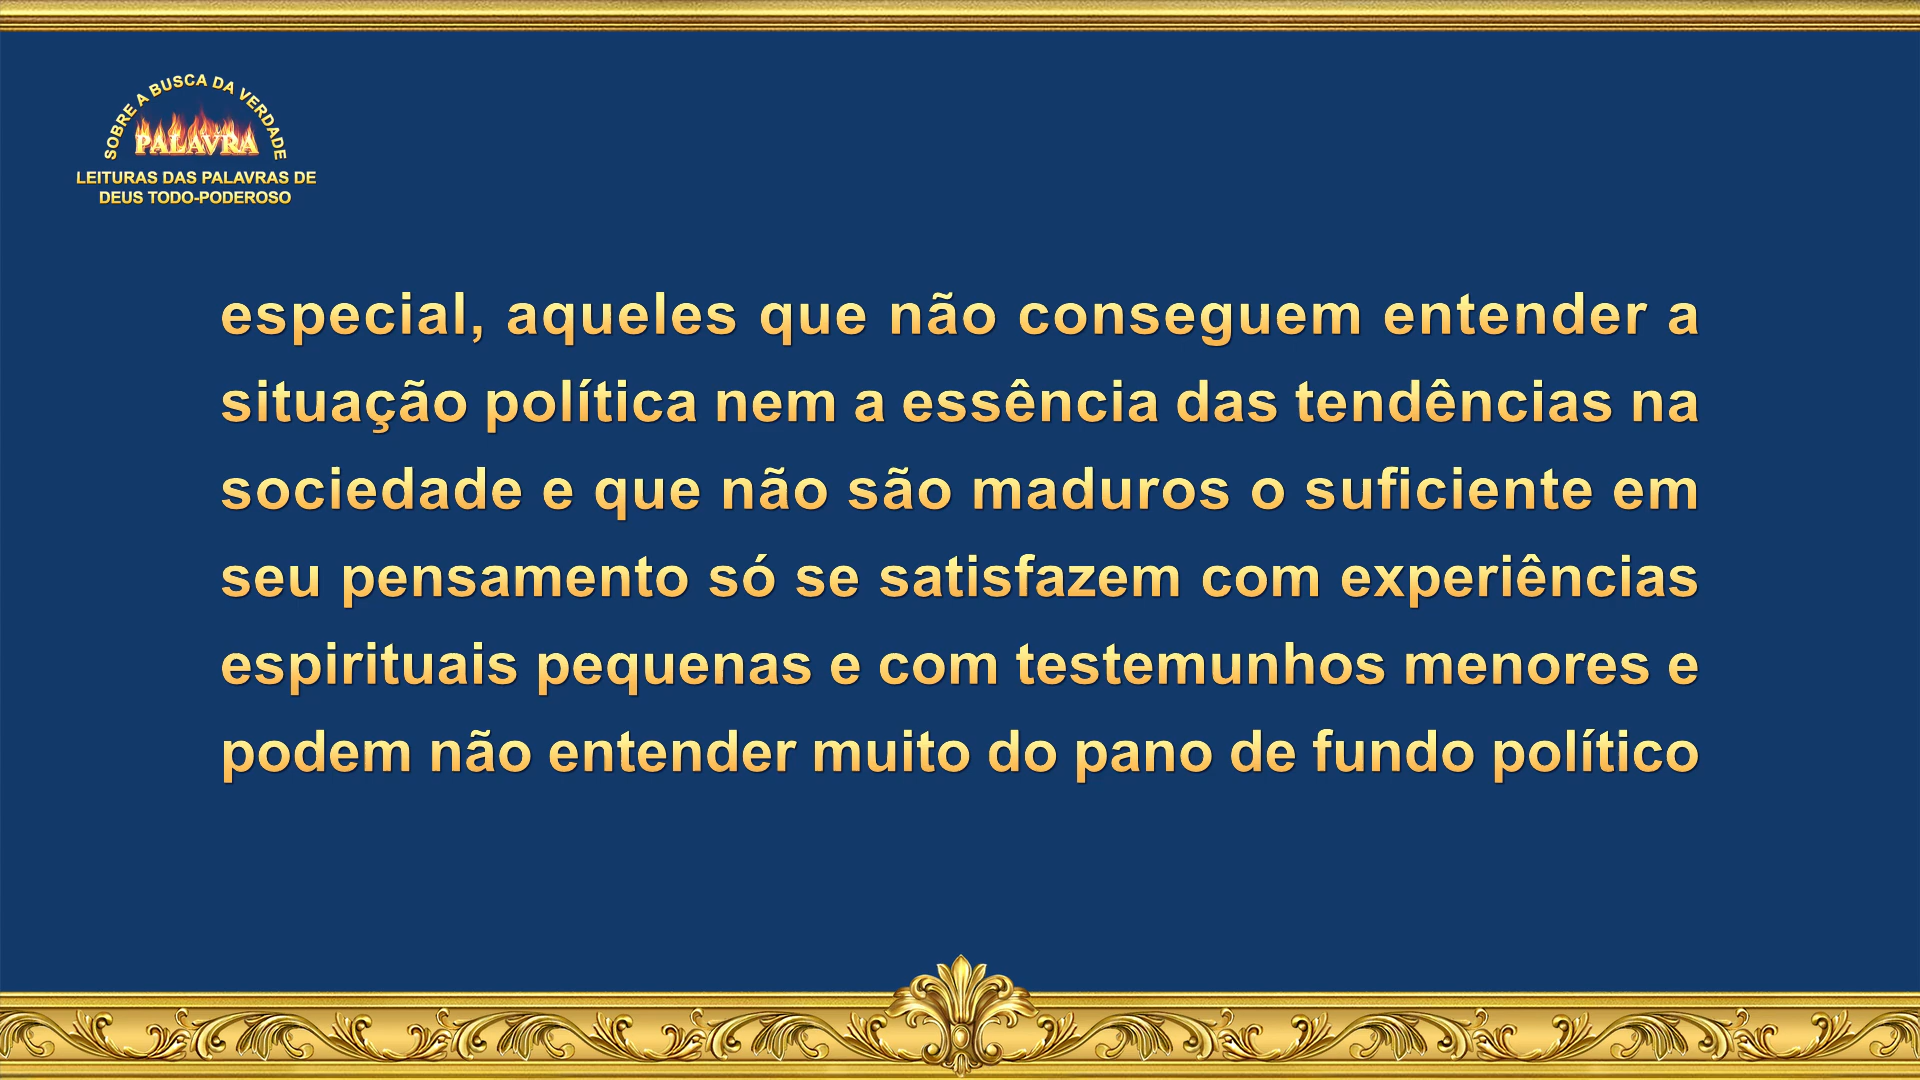 SOBRE A BUSCA DA VERDADE
PALAVRA
LEITURAS DAS PALAVRAS DE
DEUS TODO-PODEROSO
especial, aqueles que não conseguem entender a
situação política nem a essência das tendências na
sociedade e que não são maduros o suficiente em
seu pensamento só se satisfazem com experiências
espirituais pequenas e com testemunhos menores e
podem não entender muito do pano de fundo político